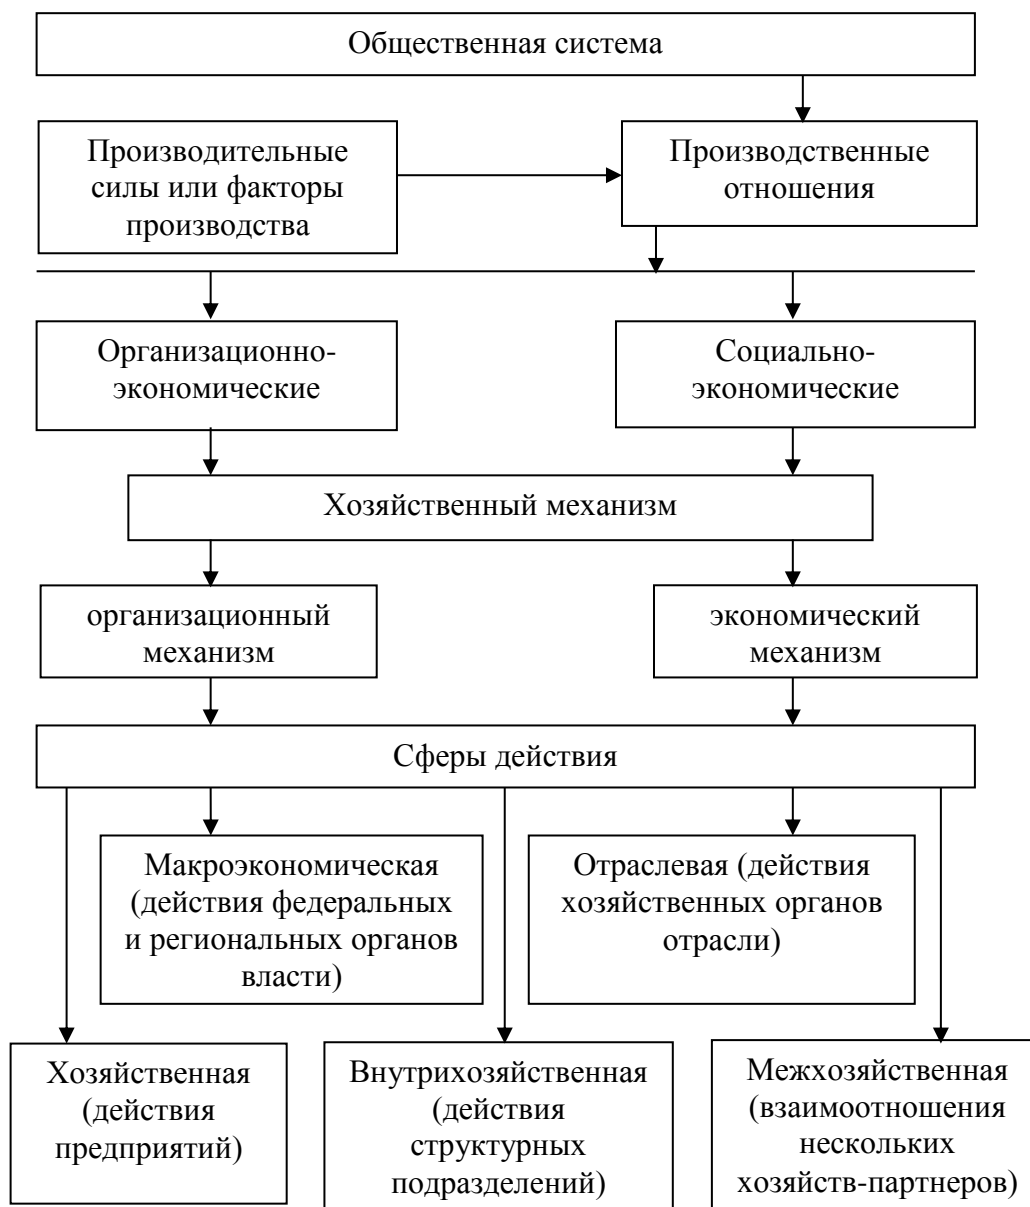 Общественная система
Производительные
силы или факторы
производства
Производственные
отношения
Организационно-
экономические
Социально-
экономические
Хозяйственный механизм
организационный
механизм
экономический
механизм
Сферы действия
Макроэкономическая
(действия федеральных
и региональных органов
власти)
Отраслевая (действия
хозяйственных органов
отрасли)
Хозяйственная
(действия
предприятий)
Внутрихозяйственная
(действия
структурных
подразделений)
Межхозяйственная
(взаимоотношения
нескольких
хозяйств-партнеров)